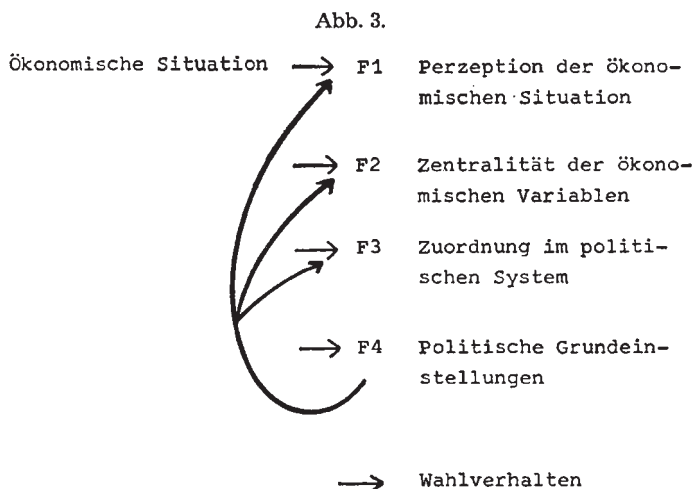 Abb. 3.
Ökonomische Situation → F1 Perzeption der ökono-
mischen Situation
→ F2 Zentralität der ökono-
mischen Variablen
→ F3 Zuordnung im politi-
schen System
→ F4 Politische Grundein-
stellungen
→ Wahlverhalten